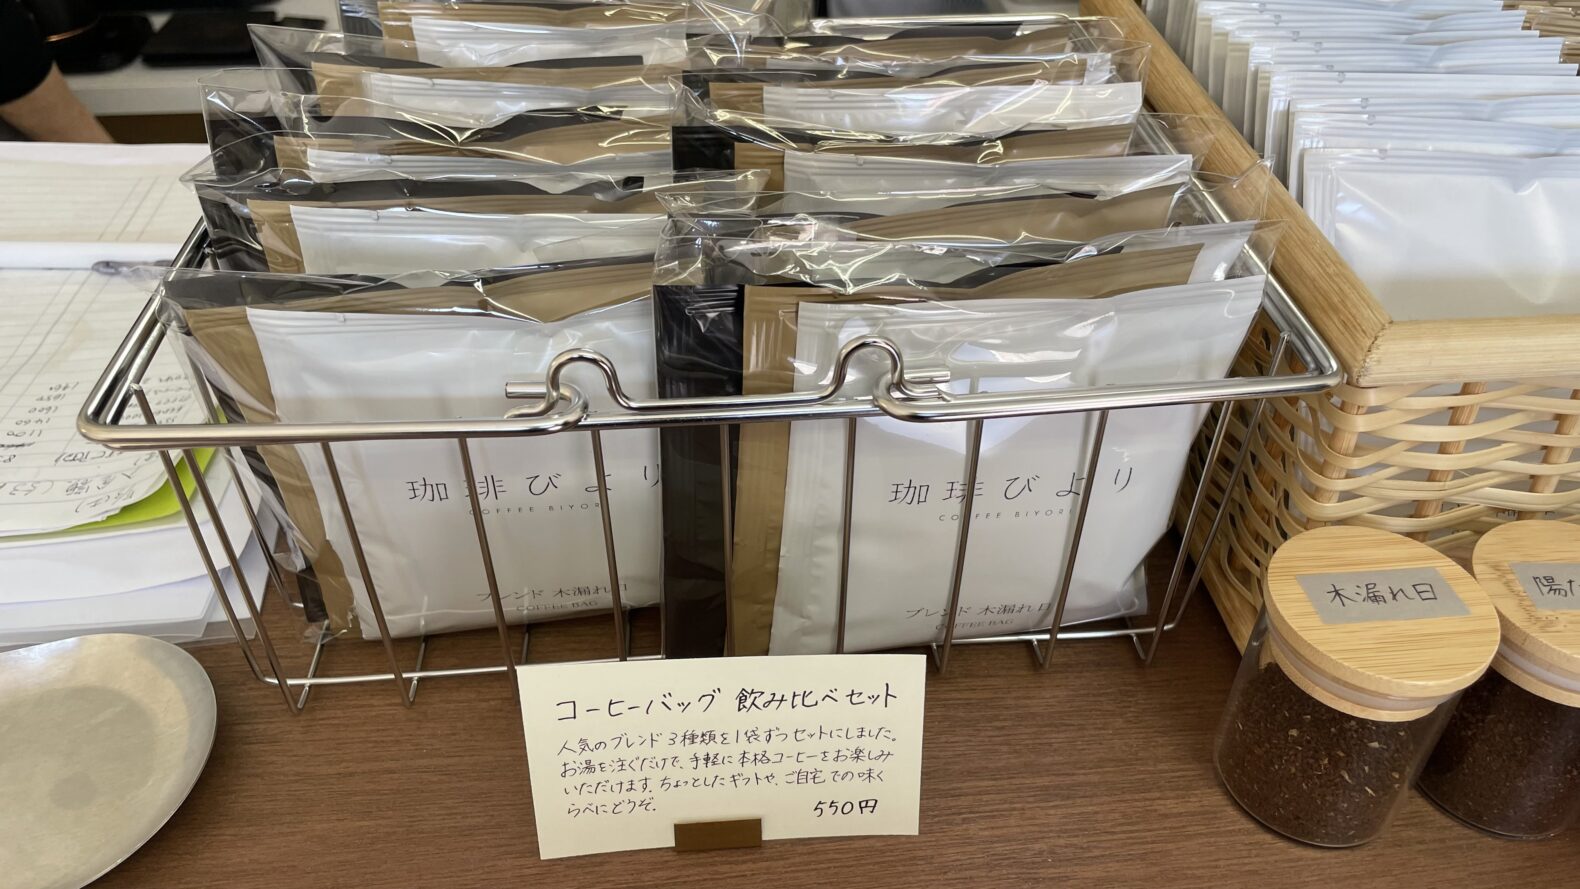 珈琲びより
COFFEE BIYORI
ブレンド 木漏れ日
COFFEE BAG
珈琲びより
COFFEE BIYORI
ブレンド 木漏れ日
COFFEE BAG
木漏れ日
陽だ
コーヒーバッグ 飲み比べセット
人気のブレンド3種類を1袋ずつセットにしました。
お湯を注ぐだけで、手軽に本格コーヒーをお楽しみ
いただけます。ちょっとしたギフトや、ご自宅での味く
らべにどうぞ。
550円